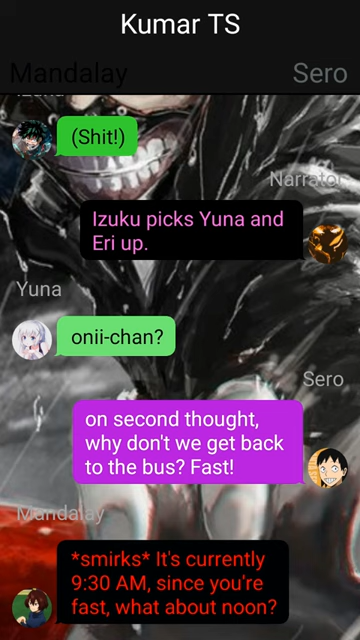 Kumar TS
Mandalay
Sero
Izuku
(Shit!)
Narrator
Izuku picks Yuna and
Eri up.
Yuna
onii-chan?
Sero
on second thought,
why don't we get back
to the bus? Fast!
Mandalay
*smirks* It's currently
9:30 AM, since you're
fast, what about noon?